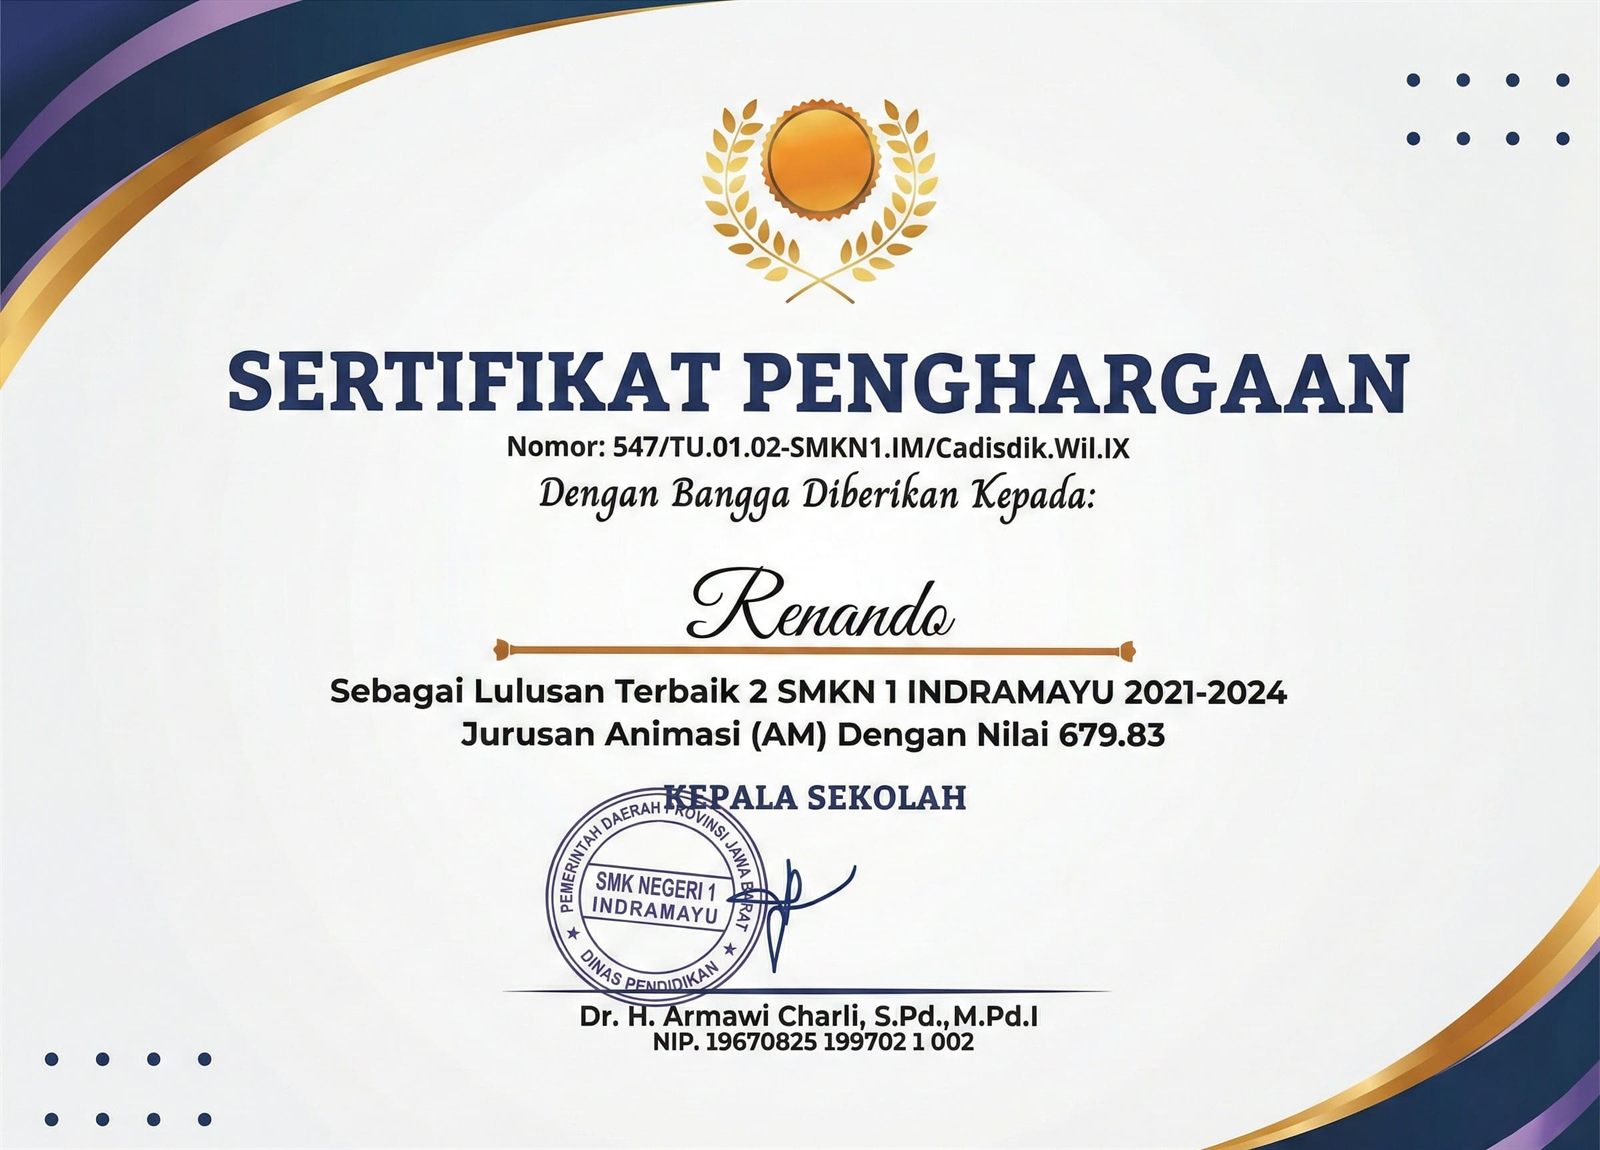 SERTIFIKAT PENGHARGAAN
Nomor: 547/TU.01.02-SMKN1.IM/Cadisdik.Wil.IX
Dengan Bangga Diberikan Kepada:
Renando
Sebagai Lulusan Terbaik 2 SMKN 1 INDRAMAYU 2021-2024
Jurusan Animasi (AM) Dengan Nilai 679.83
KEPALA SEKOLAH
PEMERINTAH DAERAH PROVINSI JAWA BARAT
SMK NEGERI 1
INDRAMAYU
DINAS PENDIDIKAN
Dr. H. Armawi Charli, S.Pd.,M.Pd.I
NIP. 19670825 199702 1 002